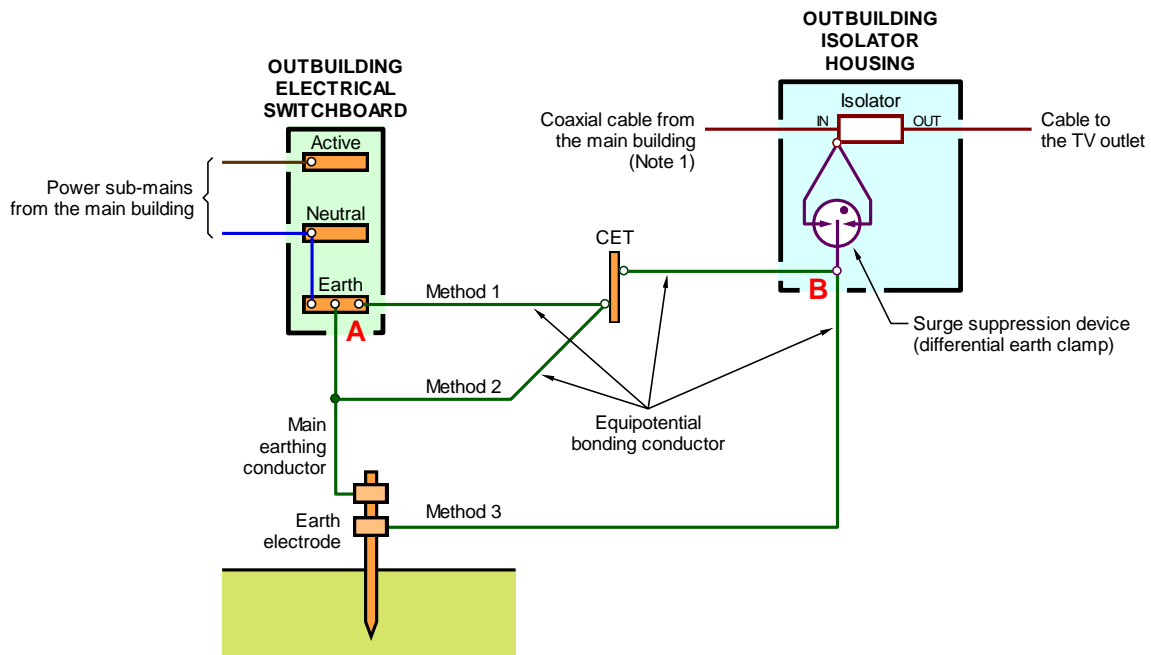 OUTBUILDING
ELECTRICAL
SWITCHBOARD
Active
Power sub-mains
from the main building
Neutral
Earth
A
OUTBUILDING
ISOLATOR
HOUSING
Isolator
IN
OUT
Coaxial cable from
the main building
(Note 1)
Cable to
the TV outlet
CET
B
Surge suppression device
(differential earth clamp)
Method 1
Method 2
Equipotential
bonding conductor
Main
earthing
conductor
Method 3
Earth
electrode